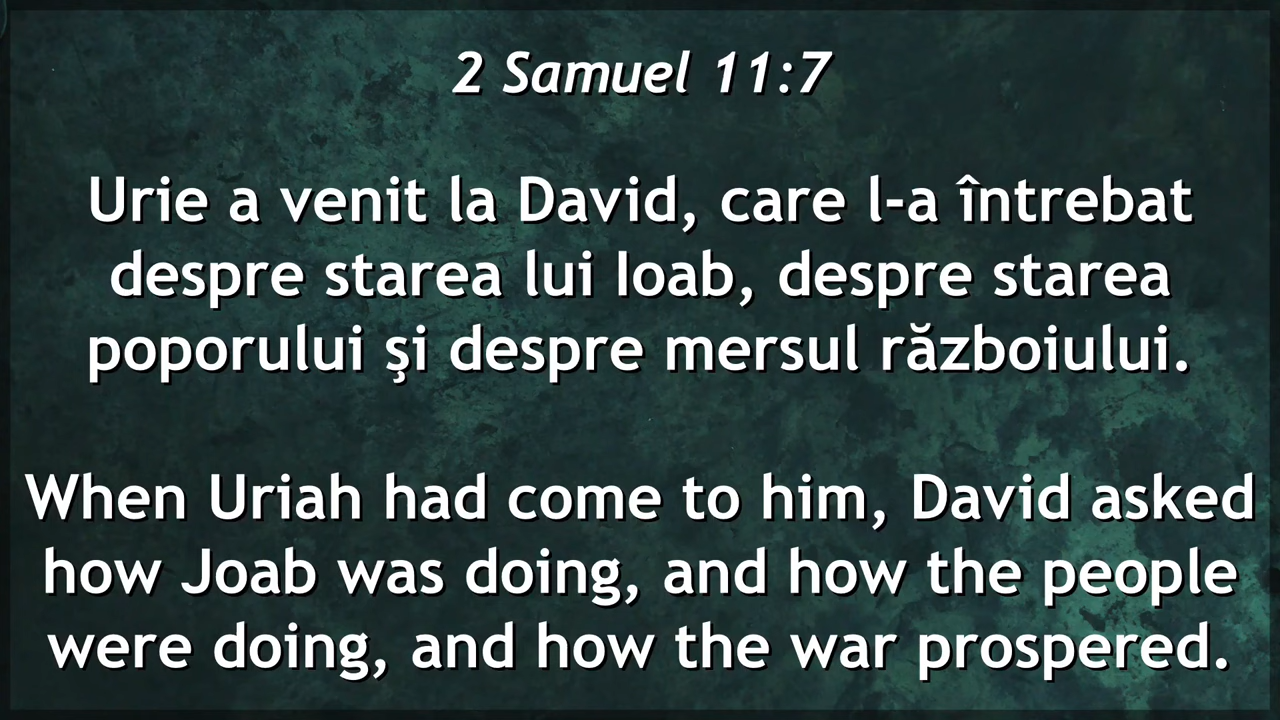 2 Samuel 11:7
Urie a venit la David, care l-a întrebat
despre starea lui Ioab, despre starea
poporului şi despre mersul războiului.
When Uriah had come to him, David asked
how Joab was doing, and how the people
were doing, and how the war prospered.